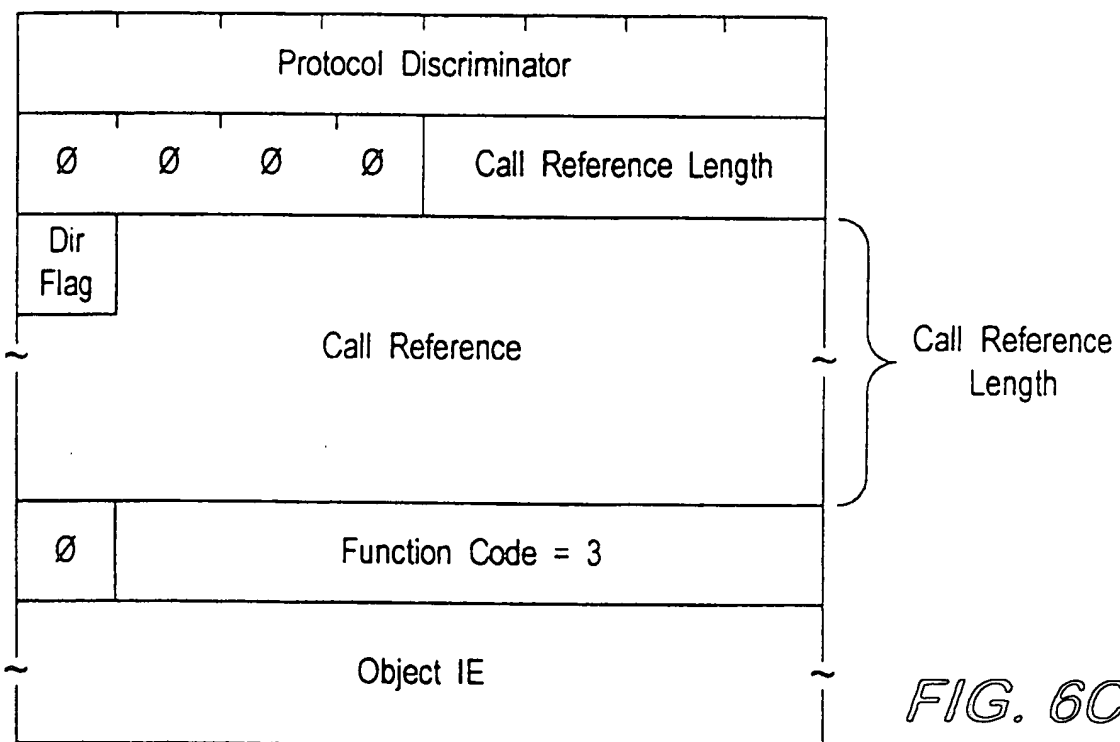 Protocol Discriminator
Ø Ø Ø Ø Call Reference Length
Dir
Flag
Call Reference
Call Reference
Length
Ø Function Code = 3
~ Object IE ~
FIG. 6C